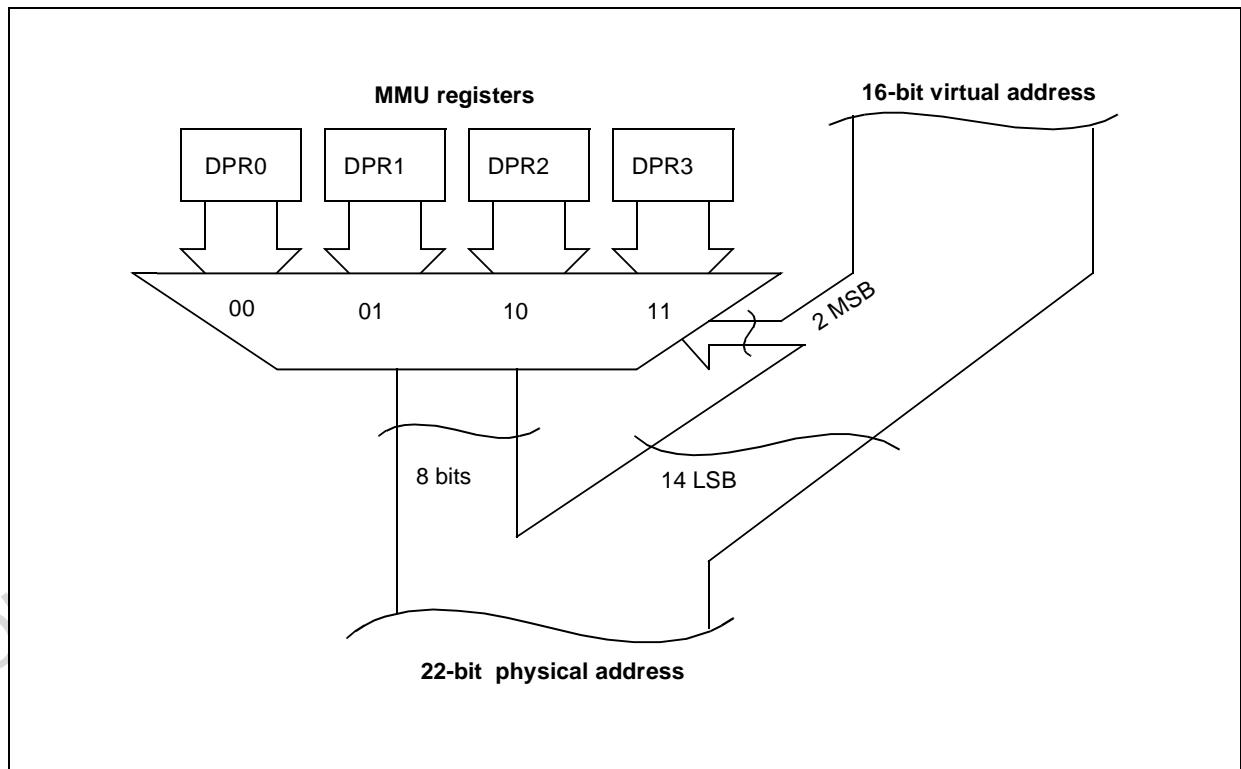 MMU registers
16-bit virtual address
DPR0 DPR1 DPR2 DPR3
00 01 10 11
2 MSB
8 bits
14 LSB
22-bit physical address